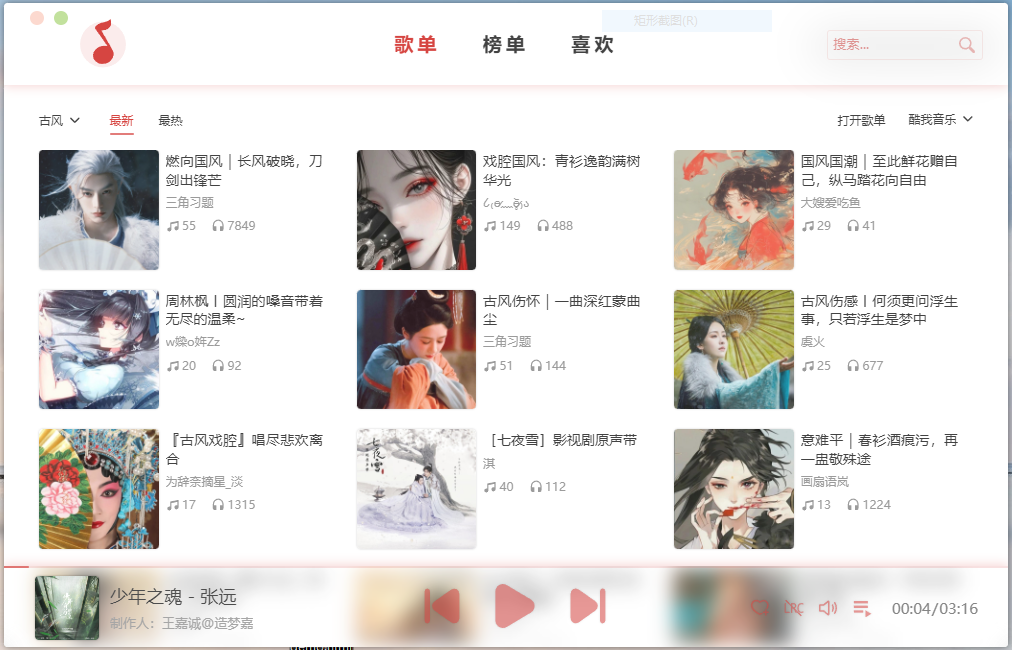 矩形截图(R)
歌单 榜单 喜欢
搜索...
古风 最新 最热 打开歌单 酷我音乐
燃向国风｜长风破晓，刀
剑出锋芒
三角习题
55 7849
戏腔国风：青衫逸韵满树
华光
149 488
国风国潮｜至此鲜花赠自
己，纵马踏花向自由
大嫂爱吃鱼
29 41
周林枫丨圆润的嗓音带着
无尽的温柔~
w嬠o姩Zz
20 92
古风伤怀｜一曲深红蒙曲
尘
三角习题
51 144
古风伤感丨何须更问浮生
事，只若浮生是梦中
虞火
25 677
『古风戏腔』唱尽悲欢离
合
为辞奈摘星_淡
17 1315
［七夜雪］影视剧原声带
淇
40 112
意难平｜春衫酒痕污，再
一盅敬殊途
画扇语岚
13 1224
少年之魂 - 张远
制作人：王嘉诚@造梦嘉
LRC
00:04/03:16